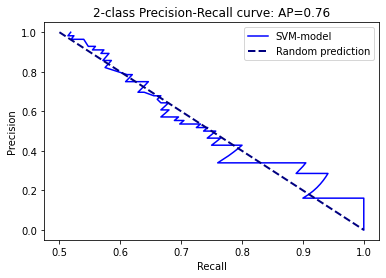 2-class Precision-Recall curve: AP=0.76
SVM-model
Random prediction
Precision
1.0
0.8
0.6
0.4
0.2
0.0
0.5
0.6
0.7
0.8
0.9
1.0
Recall